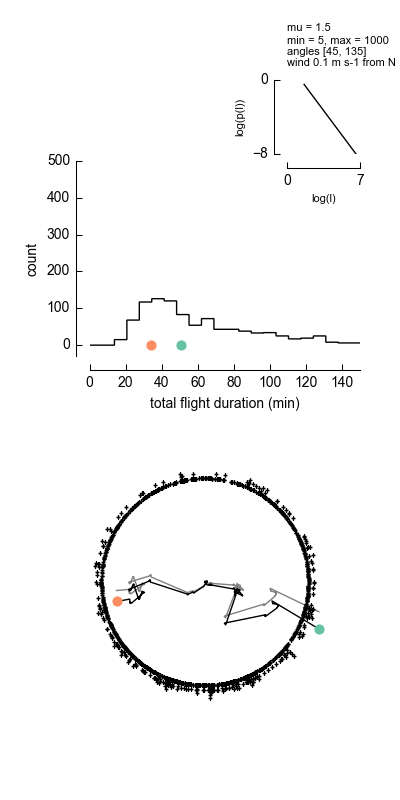 mu = 1.5
min = 5, max = 1000
angles [45, 135]
wind 0.1 m s-1 from N
0
log(p(l))
−8
0 7
log(l)
500
400
300
200
100
0
count
0 20 40 60 80 100 120 140
total flight duration (min)